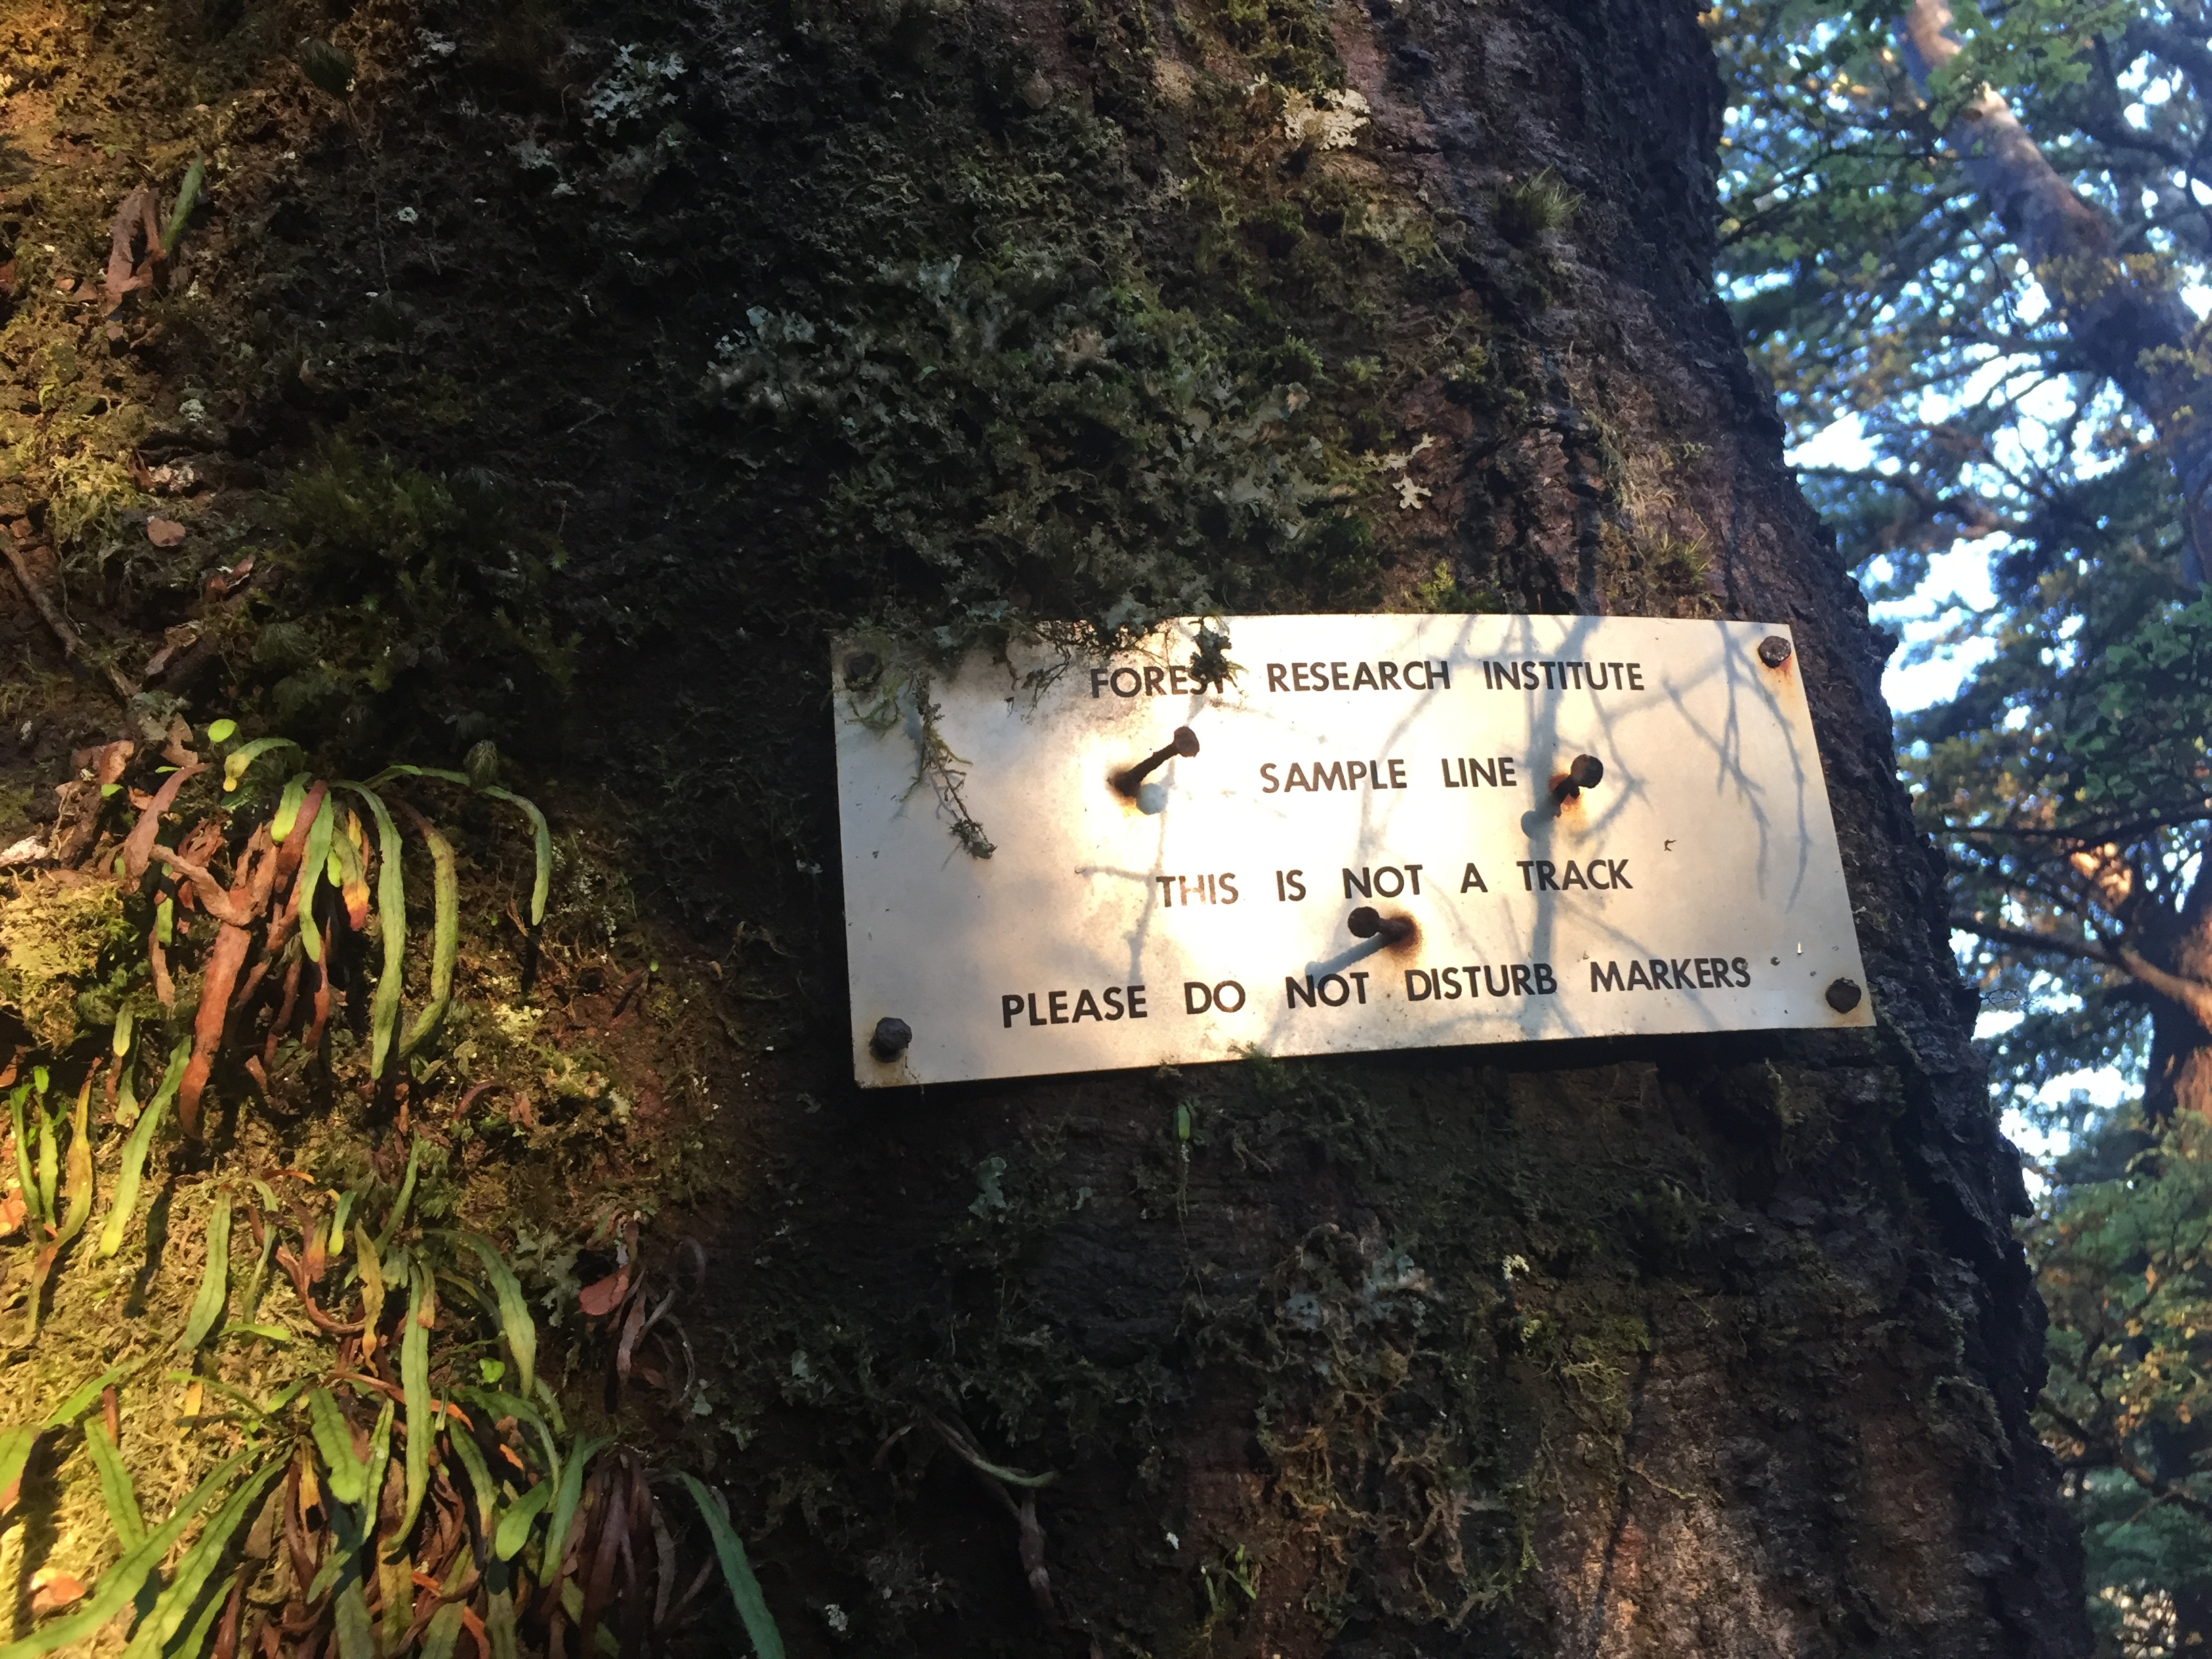 FOREST RESEARCH INSTITUTE
SAMPLE LINE
THIS IS NOT A TRACK
PLEASE DO NOT DISTURB MARKERS